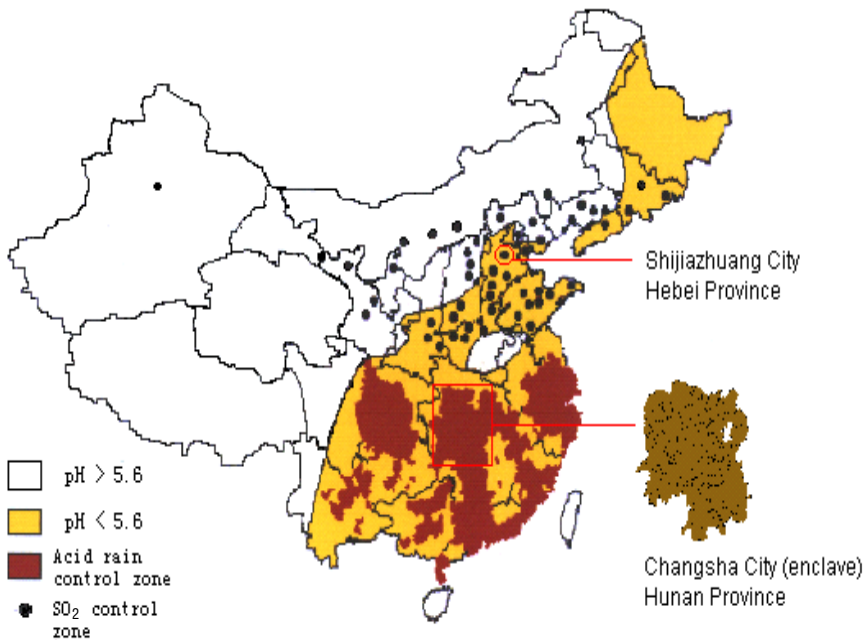 Shijiazhuang City
Hebei Province
pH > 5.6
pH < 5.6
Acid rain
control zone
SO₂ control
zone
Changsha City (enclave)
Hunan Province